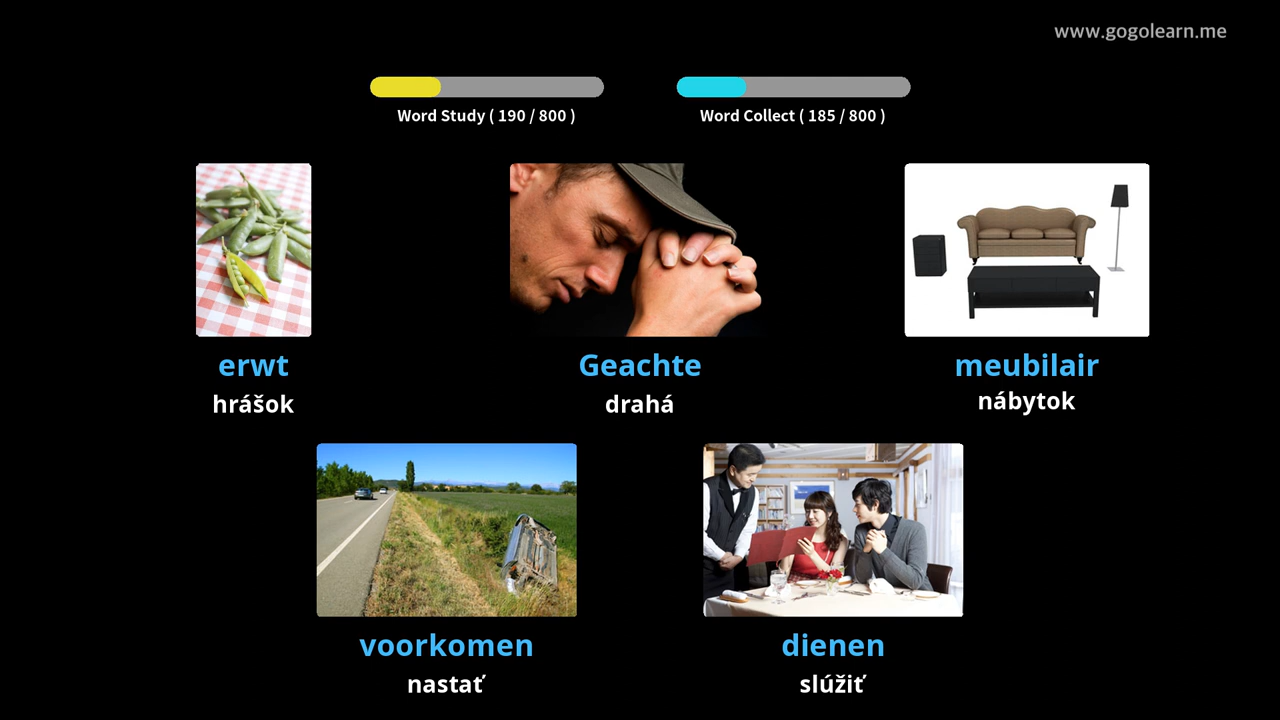 www.gogolearn.me
Word Study ( 190 / 800 )
Word Collect ( 185 / 800 )
erwt
hrášok
Geachte
drahá
meubilair
nábytok
voorkomen
nastať
dienen
slúžiť